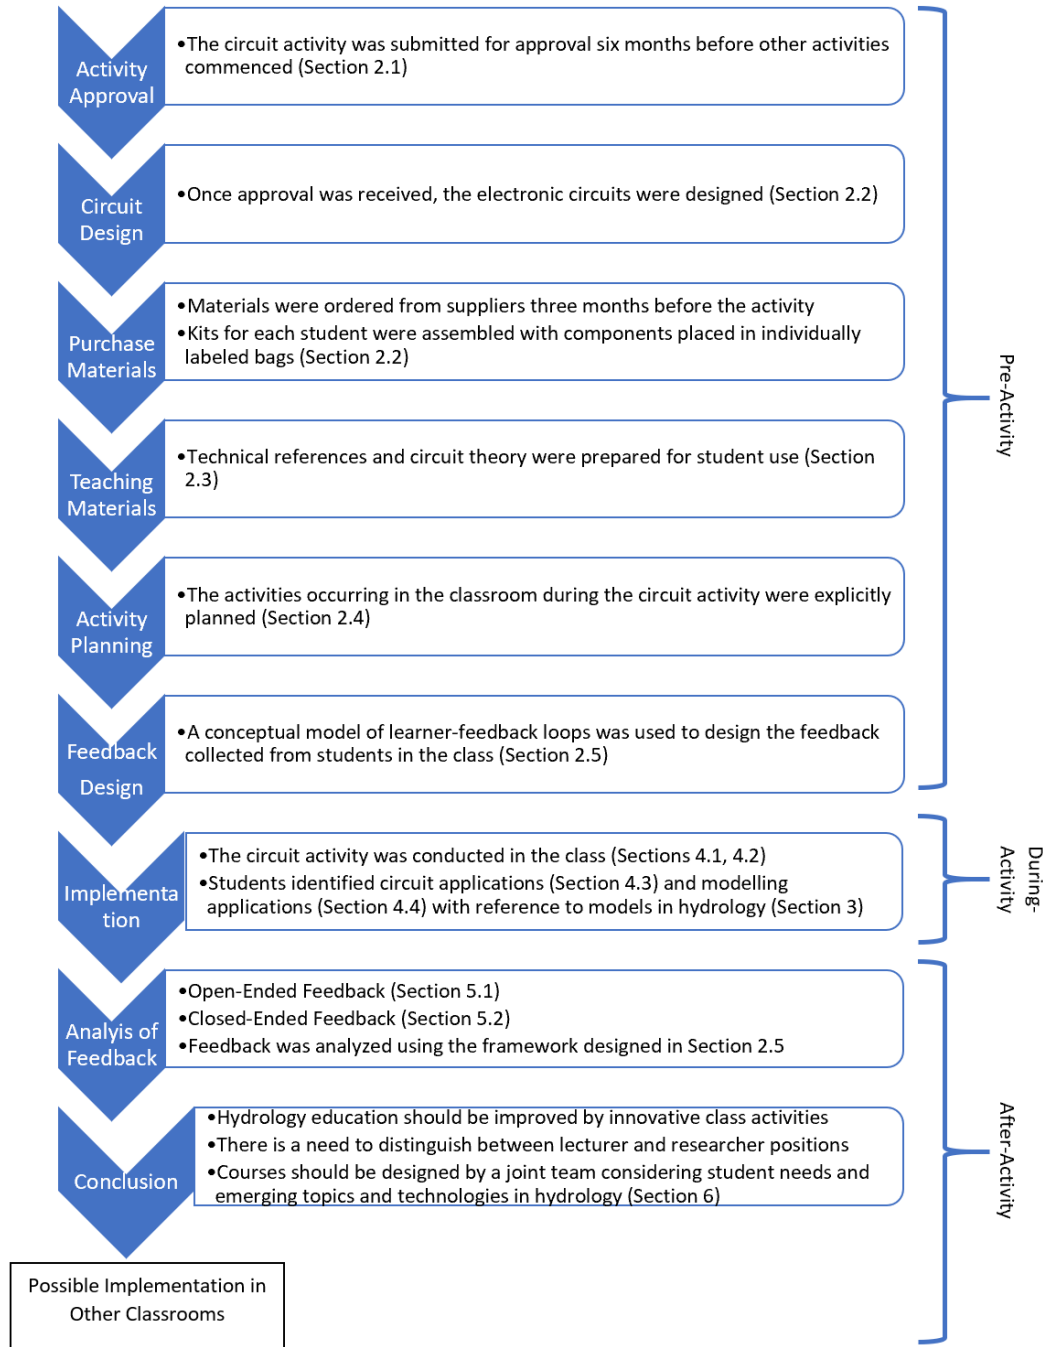 Activity
Approval
•The circuit activity was submitted for approval six months before other activities
commenced (Section 2.1)
Circuit
Design
•Once approval was received, the electronic circuits were designed (Section 2.2)
Purchase
Materials
•Materials were ordered from suppliers three months before the activity
•Kits for each student were assembled with components placed in individually
labeled bags (Section 2.2)
Teaching
Materials
•Technical references and circuit theory were prepared for student use (Section
2.3)
Activity
Planning
•The activities occurring in the classroom during the circuit activity were explicitly
planned (Section 2.4)
Feedback
Design
•A conceptual model of learner-feedback loops was used to design the feedback
collected from students in the class (Section 2.5)
Pre-Activity
Implementa
tion
•The circuit activity was conducted in the class (Sections 4.1, 4.2)
•Students identified circuit applications (Section 4.3) and modelling
applications (Section 4.4) with reference to models in hydrology (Section 3)
During-
Activity
Analyis of
Feedback
•Open-Ended Feedback (Section 5.1)
•Closed-Ended Feedback (Section 5.2)
•Feedback was analyzed using the framework designed in Section 2.5
Conclusion
•Hydrology education should be improved by innovative class activities
•There is a need to distinguish between lecturer and researcher positions
•Courses should be designed by a joint team considering student needs and
emerging topics and technologies in hydrology (Section 6)
After-Activity
Possible Implementation in
Other Classrooms